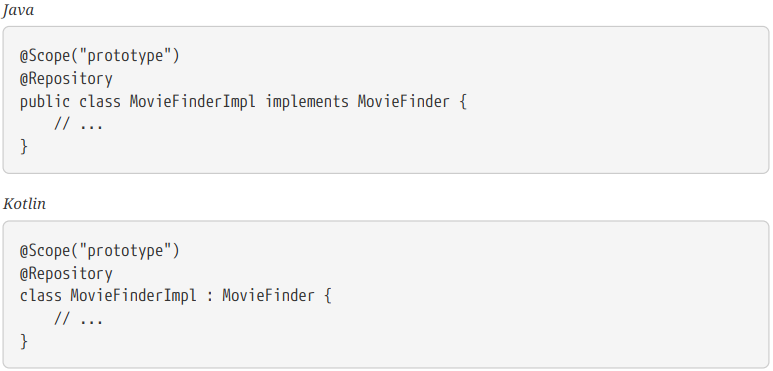 Java
@Scope("prototype")
@Repository
public class MovieFinderImpl implements MovieFinder {
    // ...
}
Kotlin
@Scope("prototype")
@Repository
class MovieFinderImpl : MovieFinder {
    // ...
}